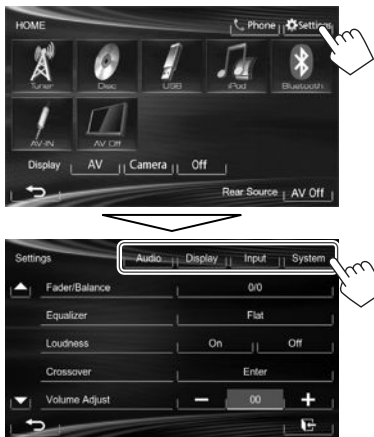 HOME Phone Settings
Tuner Disc USB iPod Bluetooth
AV-IN AV Off
Display AV Camera Off
Rear Source AV Off
Settings Audio Display Input System
Fader/Balance 0/0
Equalizer Flat
Loudness On Off
Crossover Enter
Volume Adjust 00